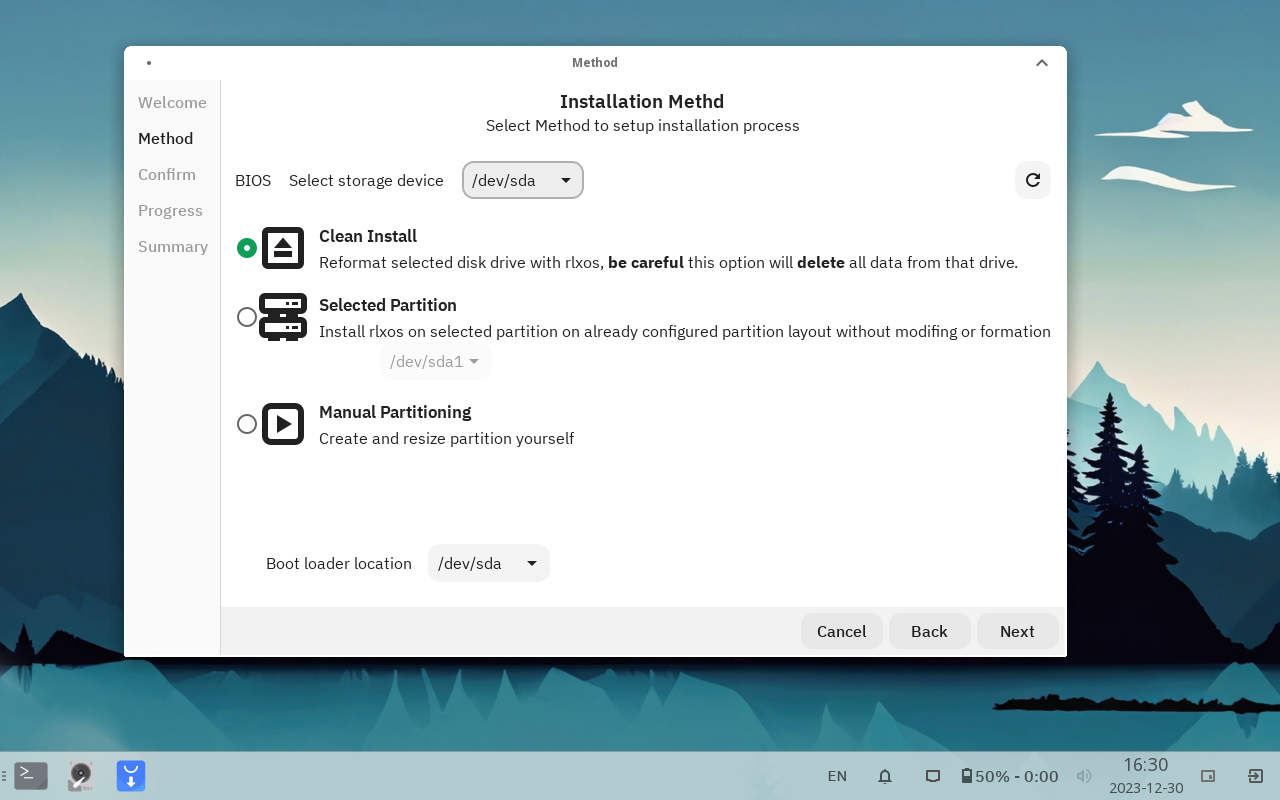 Method
Welcome
Method
Confirm
Progress
Summary
Installation Methd
Select Method to setup installation process
BIOS Select storage device /dev/sda
Clean Install
Reformat selected disk drive with rlxos, be careful this option will delete all data from that drive.
Selected Partition
Install rlxos on selected partition on already configured partition layout without modifing or formation
/dev/sda1
Manual Partitioning
Create and resize partition yourself
Boot loader location /dev/sda
Cancel Back Next
EN 50% - 0:00 16:30
2023-12-30